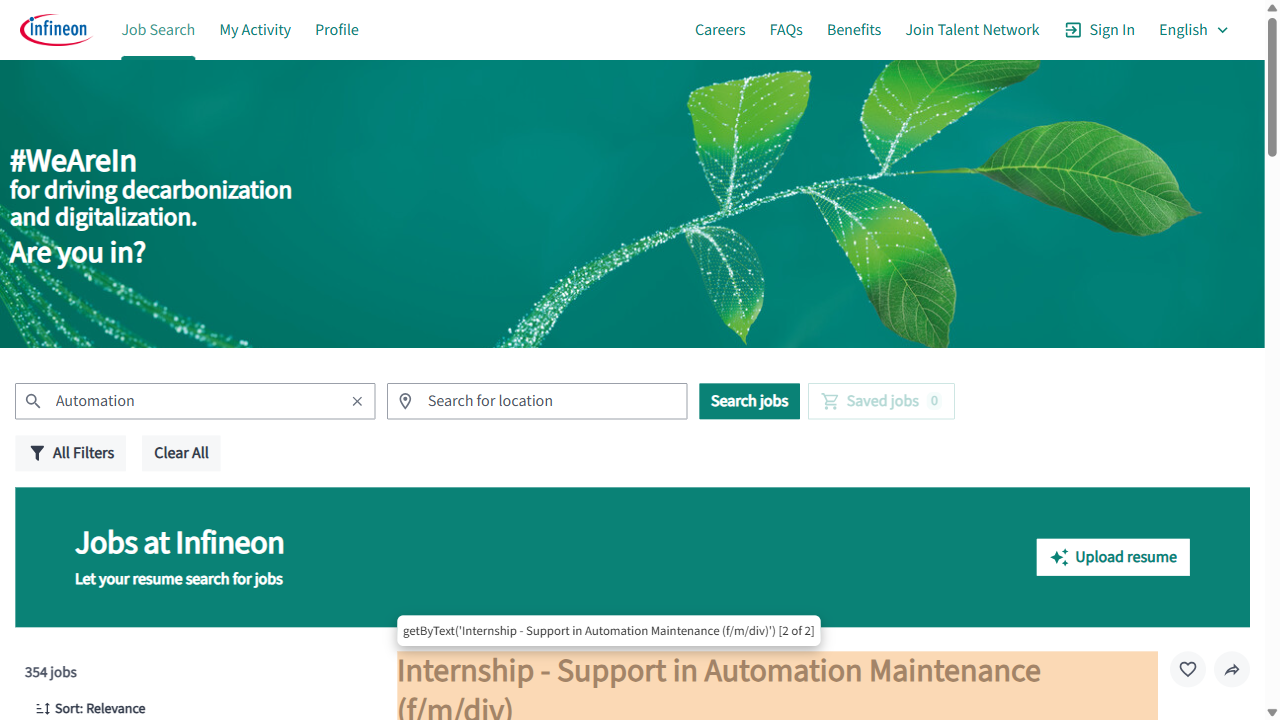 infineon
Job Search
My Activity
Profile
Careers
FAQs
Benefits
Join Talent Network
Sign In
English
#WeAreIn
for driving decarbonization
and digitalization.
Are you in?
Automation
Search for location
Search jobs
Saved jobs 0
All Filters
Clear All
Jobs at Infineon
Let your resume search for jobs
Upload resume
getByText('Internship - Support in Automation Maintenance (f/m/div)') [2 of 2]
354 jobs
Sort: Relevance
Internship - Support in Automation Maintenance
(f/m/div)